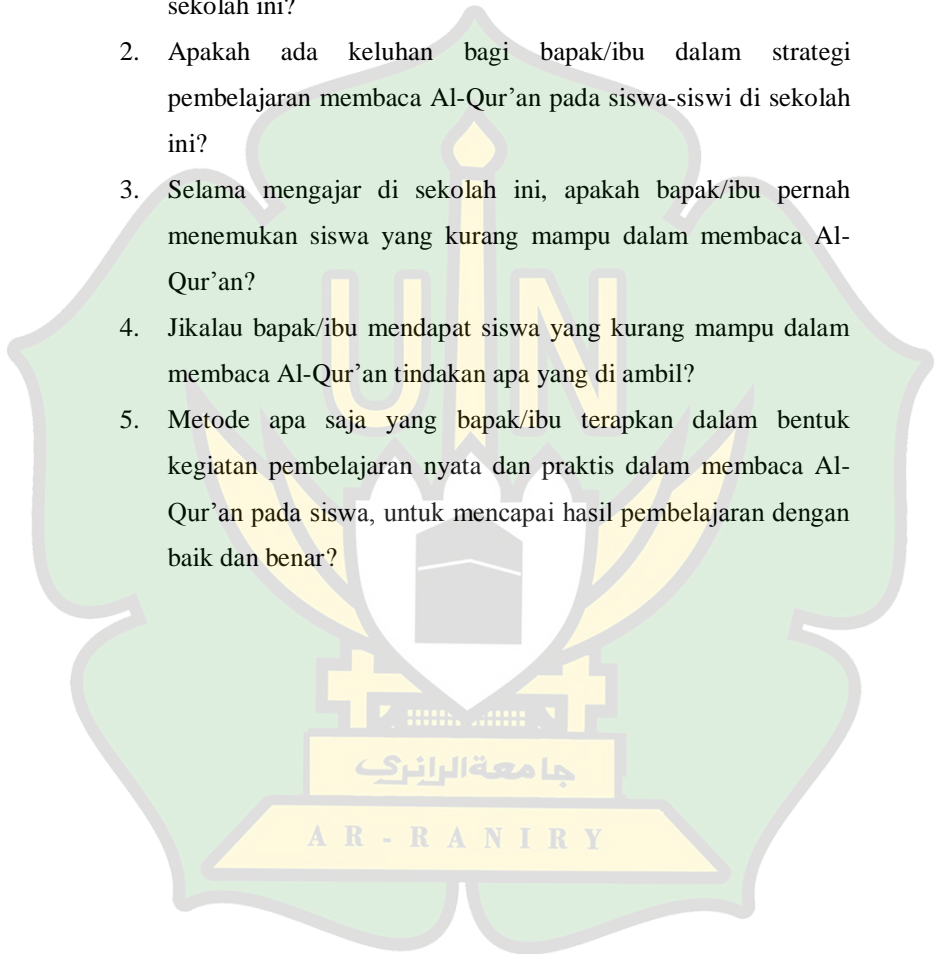 sekolah ini?
2. Apakah ada keluhan bagi bapak/ibu dalam strategi
pembelajaran membaca Al-Qur’an pada siswa-siswi di sekolah
ini?
3. Selama mengajar di sekolah ini, apakah bapak/ibu pernah
menemukan siswa yang kurang mampu dalam membaca Al-
Qur’an?
4. Jikalau bapak/ibu mendapat siswa yang kurang mampu dalam
membaca Al-Qur’an tindakan apa yang di ambil?
5. Metode apa saja yang bapak/ibu terapkan dalam bentuk
kegiatan pembelajaran nyata dan praktis dalam membaca Al-
Qur’an pada siswa, untuk mencapai hasil pembelajaran dengan
baik dan benar?
UIN
جامعةالرانري
AR-RANIRY